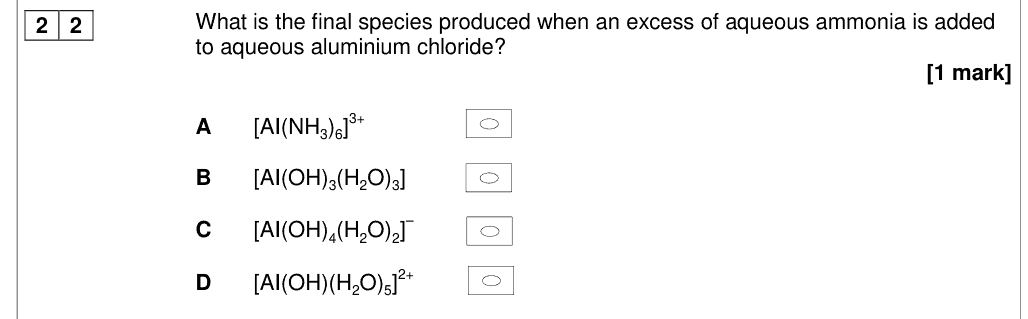 2 2 What is the final species produced when an excess of aqueous ammonia is added
to aqueous aluminium chloride?
[1 mark]
A [Al(NH₃)₆]³⁺
B [Al(OH)₃(H₂O)₃]
C [Al(OH)₄(H₂O)₂]⁻
D [Al(OH)(H₂O)₅]²⁺